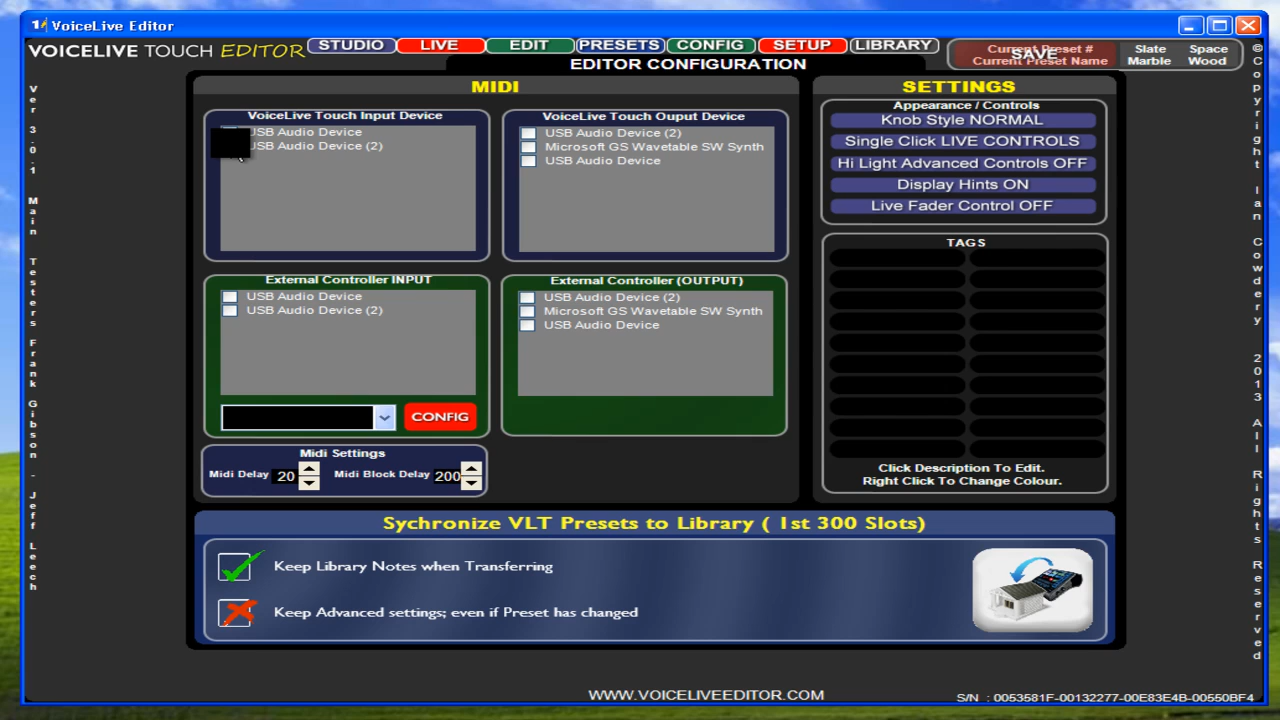 VoiceLive Editor
VOICELIVE TOUCH EDITOR
STUDIO LIVE EDIT PRESETS CONFIG SETUP LIBRARY
Current Preset #
Current Preset Name
SAVE
Slate Space
Marble Wood
EDITOR CONFIGURATION
MIDI
VoiceLive Touch Input Device
USB Audio Device
USB Audio Device (2)
VoiceLive Touch Ouput Device
USB Audio Device (2)
Microsoft GS Wavetable SW Synth
USB Audio Device
External Controller INPUT
USB Audio Device
USB Audio Device (2)
CONFIG
External Controller (OUTPUT)
USB Audio Device (2)
Microsoft GS Wavetable SW Synth
USB Audio Device
Midi Settings
Midi Delay 20 Midi Block Delay 200
SETTINGS
Appearance / Controls
Knob Style NORMAL
Single Click LIVE CONTROLS
Hi Light Advanced Controls OFF
Display Hints ON
Live Fader Control OFF
TAGS
Click Description To Edit.
Right Click To Change Colour.
Sychronize VLT Presets to Library ( 1st 300 Slots)
Keep Library Notes when Transferring
Keep Advanced settings; even if Preset has changed
WWW.VOICELIVEEDITOR.COM
S/N : 0053581F-00132277-00E83E4B-00550BF4
Ver 3.0.1 Main Testers Frank Gibson - Jeff Leech
©Copyright Ian Cowdery 2013 All Rights Reserved